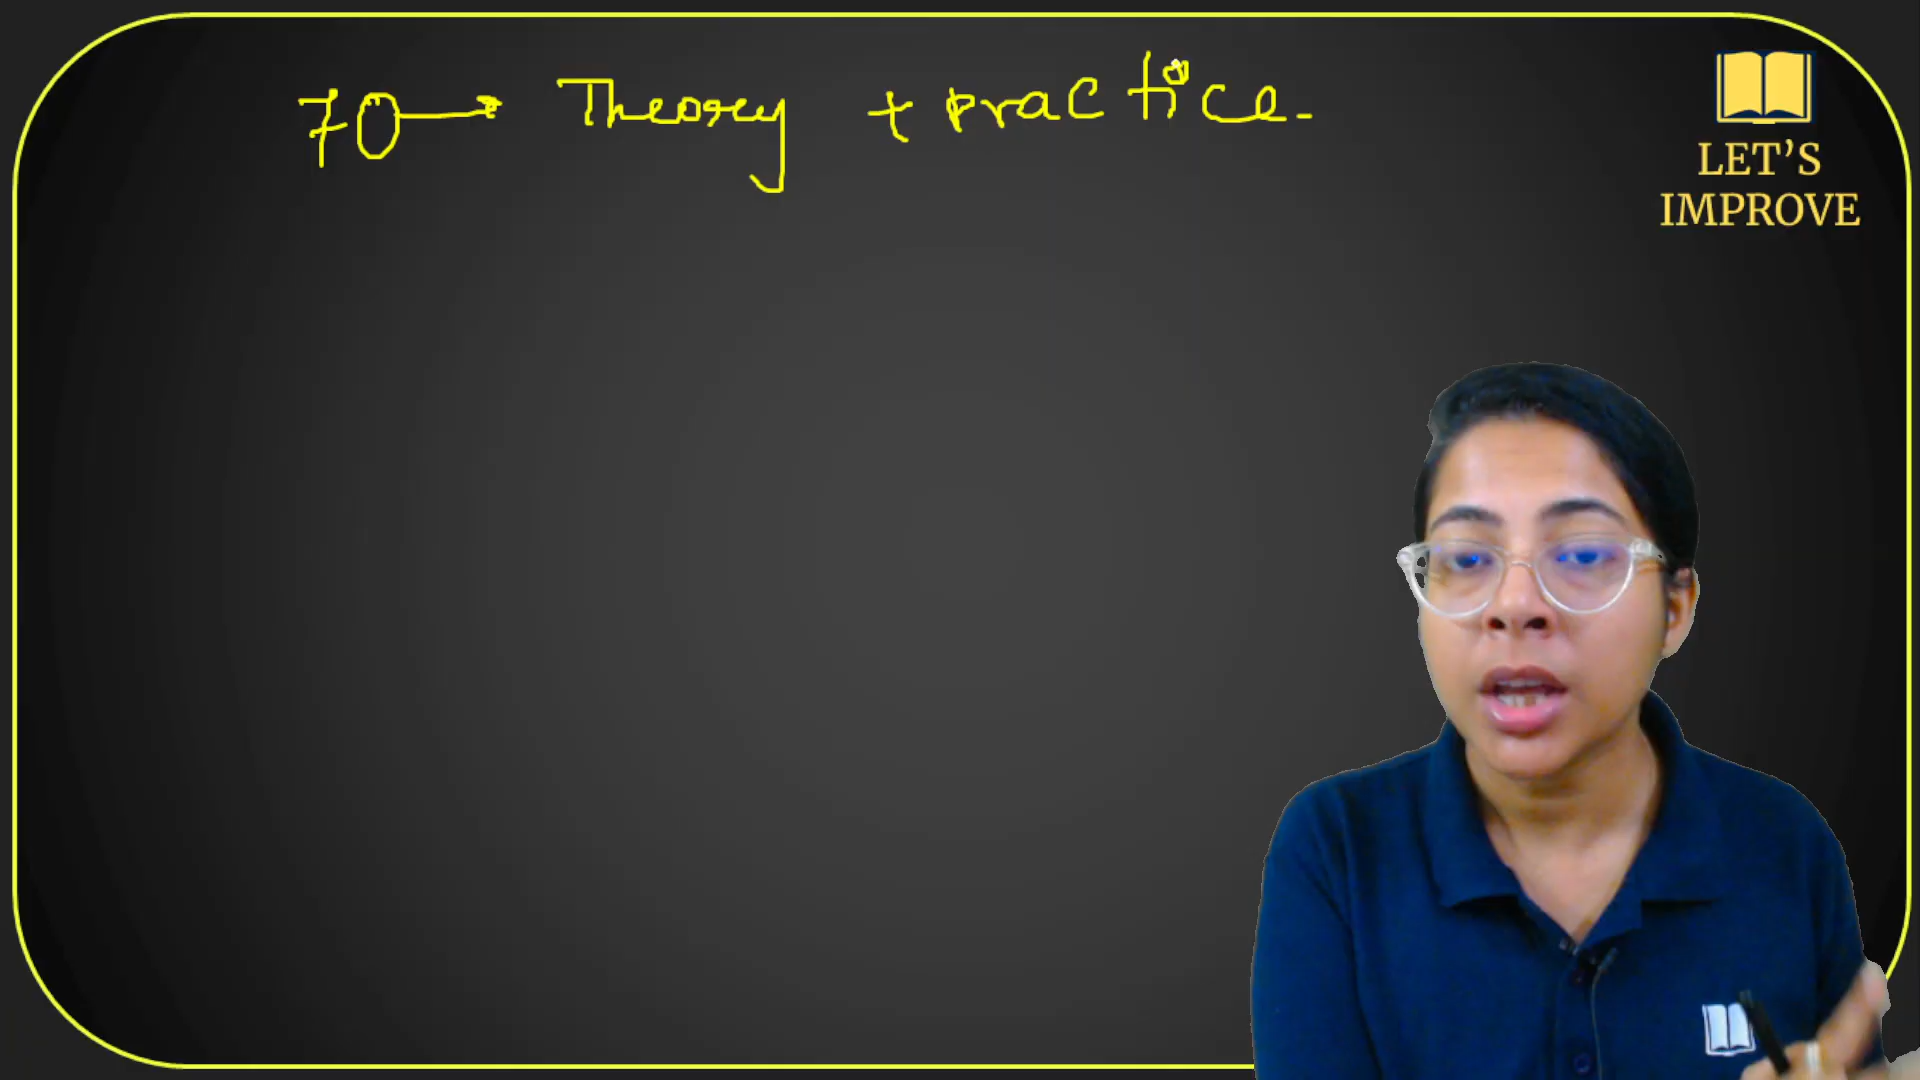 70 → Theory + practice.
LET'S
IMPROVE